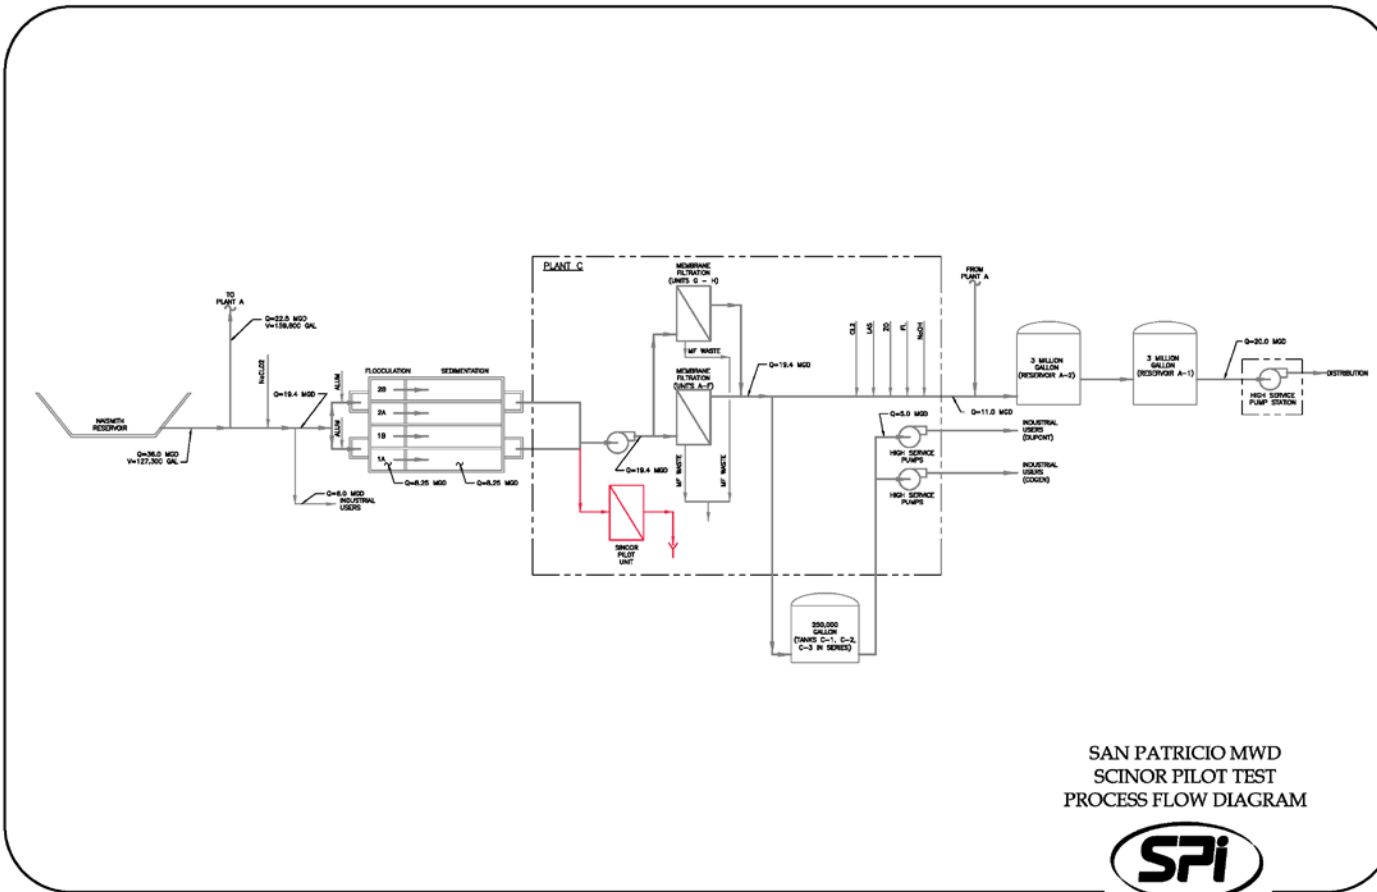 TO
PLANT A
Q=22.5 MGD
V=139,800 GAL
NaCLO2
NAISMITH
RESERVOIR
Q=36.0 MGD
V=127,300 GAL
Q=19.4 MGD
Q=6.0 MGD
INDUSTRIAL
USERS
ALUM
ALUM
FLOCCULATION
SEDIMENTATION
2B
2A
1B
1A
Q=8.25 MGD
Q=8.25 MGD
PLANT C
MEMBRANE
FILTRATION
(UNITS G - H)
MF WASTE
MEMBRANE
FILTRATION
(UNITS A-F)
Q=19.4 MGD
MF WASTE
MF WASTE
SINCOR
PILOT
UNIT
Q=19.4 MGD
CL2
LAS
ZO
FL
NaOH
FROM
PLANT A
Q=11.0 MGD
Q=5.0 MGD
HIGH SERVICE
PUMPS
HIGH SERVICE
PUMPS
INDUSTRIAL
USERS
(DUPONT)
INDUSTRIAL
USERS
(COGEN)
250,000
GALLON
(TANKS C-1, C-2,
C-3 IN SERIES)
3 MILLION
GALLON
(RESERVOIR A-2)
3 MILLION
GALLON
(RESERVOIR A-1)
Q=20.0 MGD
HIGH SERVICE
PUMP STATION
DISTRIBUTION
SAN PATRICIO MWD
SCINOR PILOT TEST
PROCESS FLOW DIAGRAM
SPi